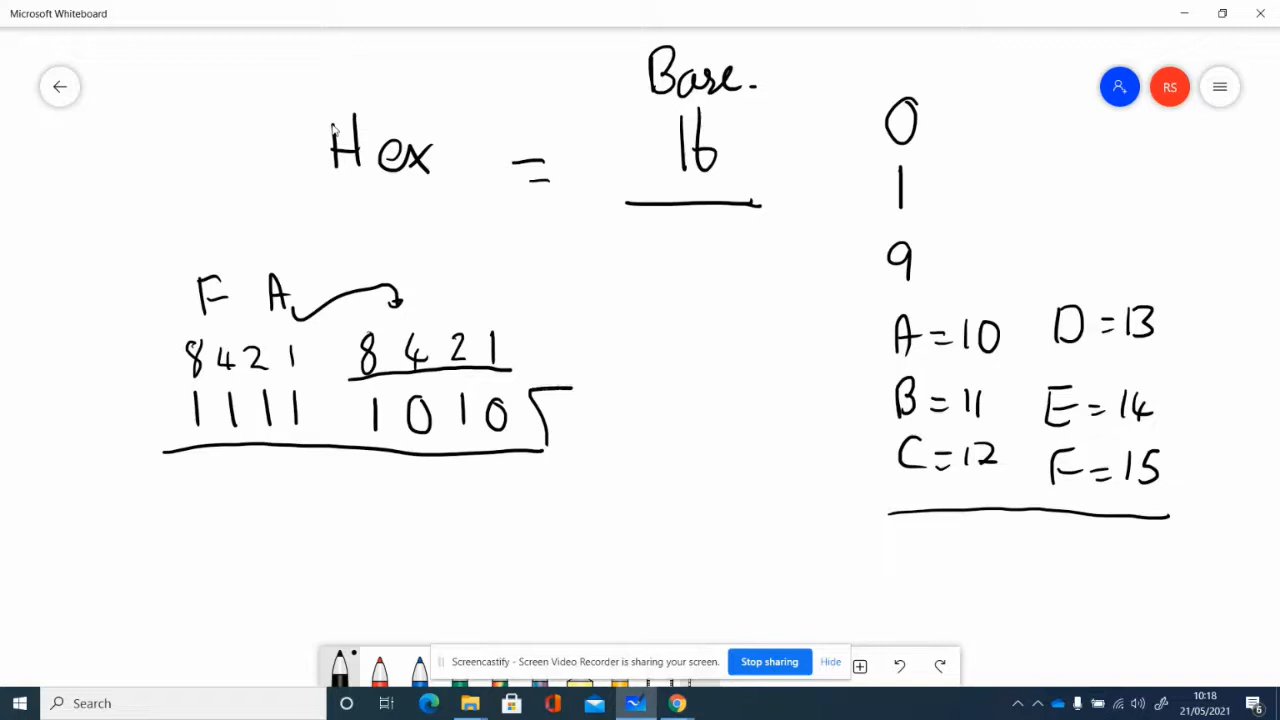 Microsoft Whiteboard
RS
Base.
Hex = 16
0
1
9
A = 10 D = 13
B = 11 E = 14
C = 12 F = 15
F A
8 4 2 1 8 4 2 1
1 1 1 1 1 0 1 0
Screencastify - Screen Video Recorder is sharing your screen.
Stop sharing
Hide
Search
10:18
21/05/2021
6